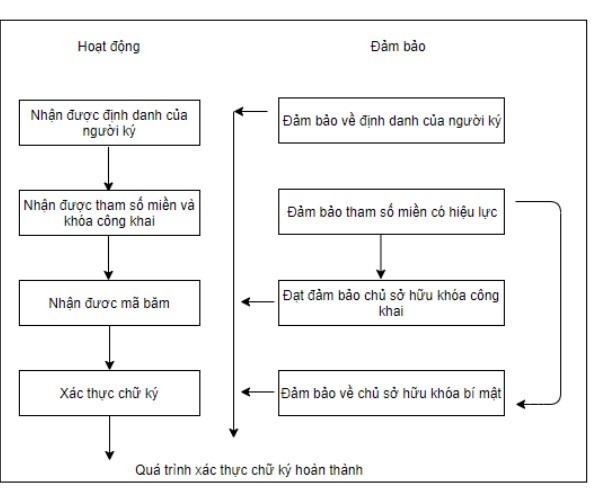 Hoạt động
Đảm bảo
Nhận được định danh của
người ký
Đảm bảo về định danh của người ký
Nhận được tham số miền và
khóa công khai
Đảm bảo tham số miền có hiệu lực
Nhận đươc mã băm
Đạt đảm bảo chủ sở hữu khóa công
khai
Xác thực chữ ký
Đảm bảo về chủ sở hữu khóa bí mật
Quá trình xác thực chữ ký hoàn thành